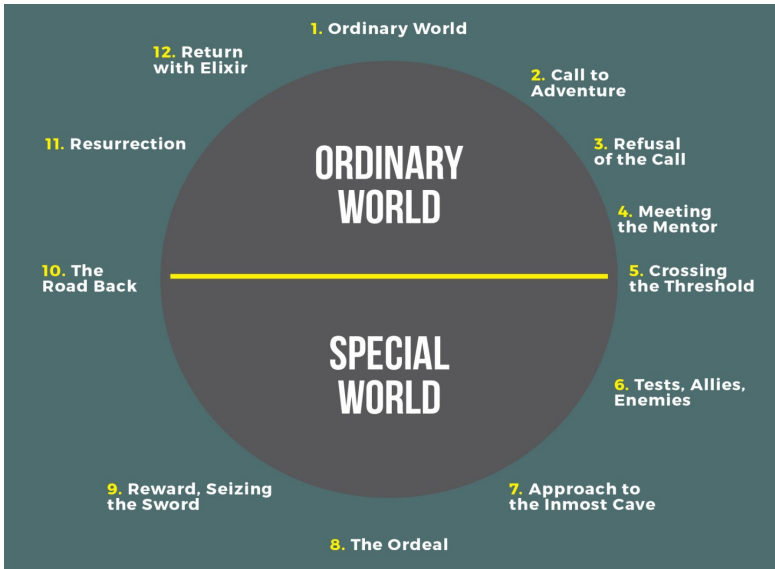 1. Ordinary World
2. Call to
Adventure
3. Refusal
of the Call
4. Meeting
the Mentor
5. Crossing
the Threshold
6. Tests, Allies,
Enemies
7. Approach to
the Inmost Cave
8. The Ordeal
9. Reward, Seizing
the Sword
10. The
Road Back
11. Resurrection
12. Return
with Elixir
ORDINARY
WORLD
SPECIAL
WORLD